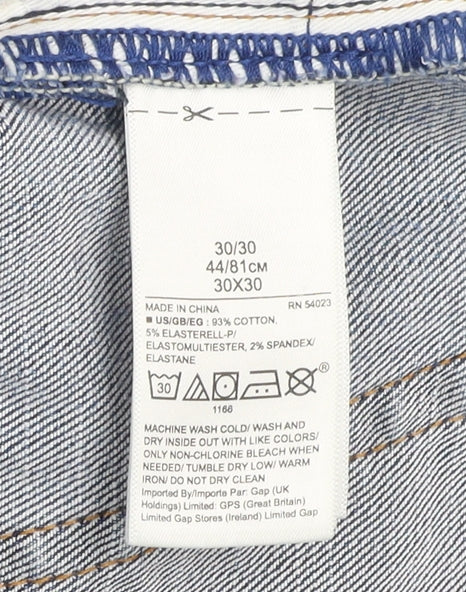 30/30
44/81CM
30X30
MADE IN CHINA RN 54023
■ US/GB/EG : 93% COTTON,
5% ELASTERELL-P/
ELASTOMULTIESTER, 2% SPANDEX/
ELASTANE
30 ®
1166
MACHINE WASH COLD/ WASH AND
DRY INSIDE OUT WITH LIKE COLORS/
ONLY NON-CHLORINE BLEACH WHEN
NEEDED/ TUMBLE DRY LOW/ WARM
IRON/ DO NOT DRY CLEAN
Imported By/Importe Par: Gap (UK
Holdings) Limited: GPS (Great Britain)
Limited Gap Stores (Ireland) Limited Gap